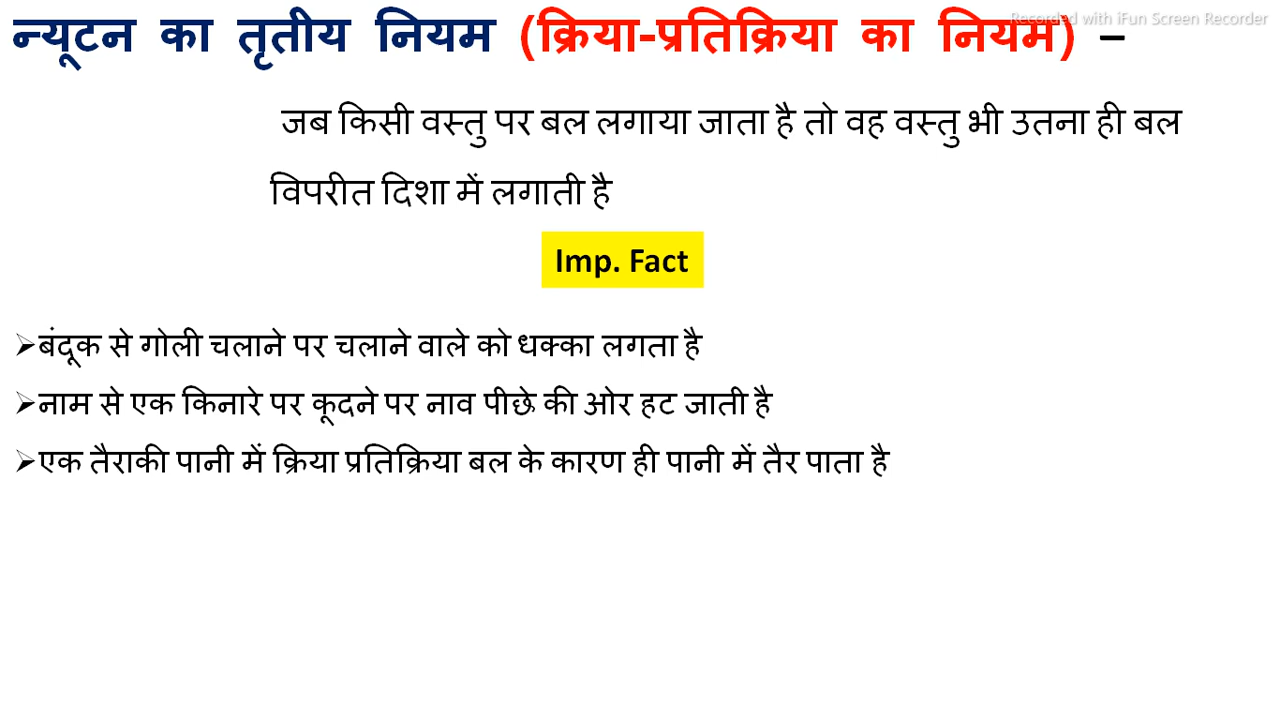 Recorded with iFun Screen Recorder
न्यूटन का तृतीय नियम (क्रिया-प्रतिक्रिया का नियम) –
जब किसी वस्तु पर बल लगाया जाता है तो वह वस्तु भी उतना ही बल
विपरीत दिशा में लगाती है
Imp. Fact
➢बंदूक से गोली चलाने पर चलाने वाले को धक्का लगता है
➢नाम से एक किनारे पर कूदने पर नाव पीछे की ओर हट जाती है
➢एक तैराकी पानी में क्रिया प्रतिक्रिया बल के कारण ही पानी में तैर पाता है